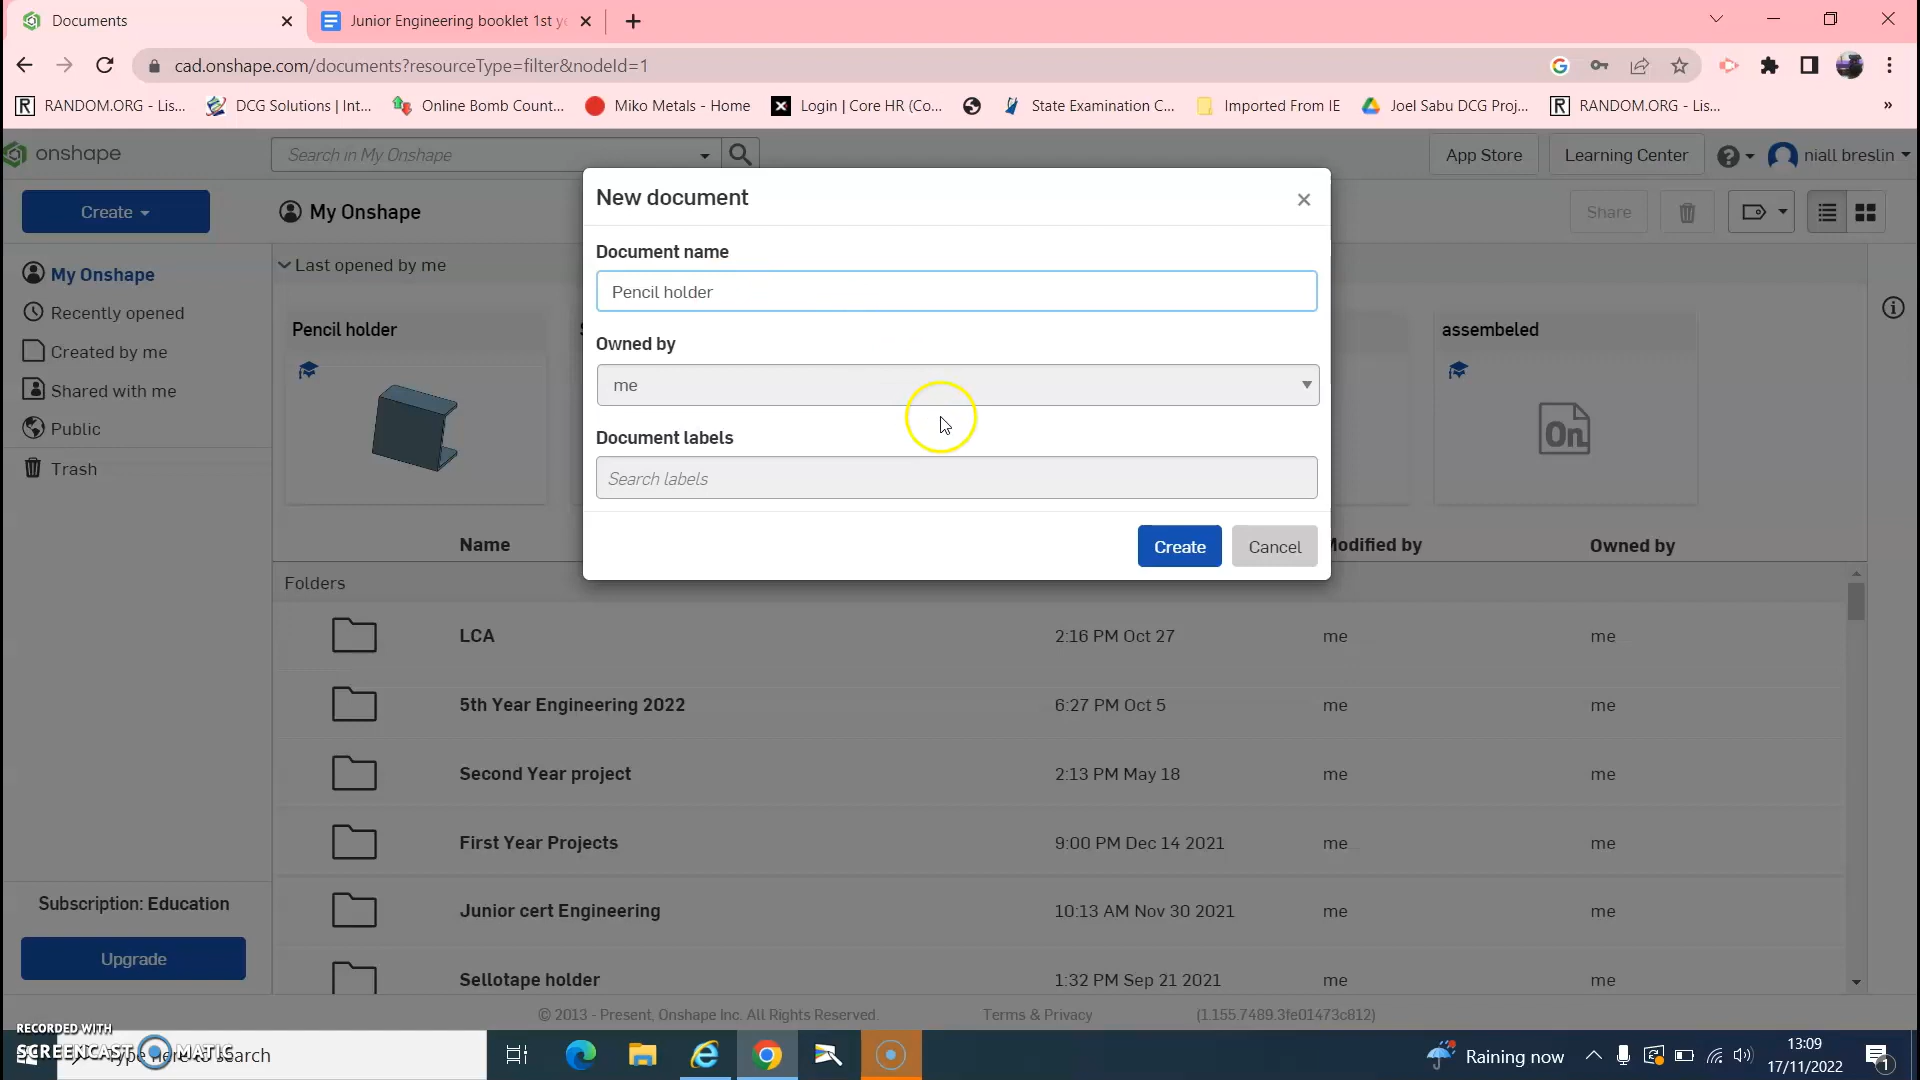 Documents
Junior Engineering booklet 1st ye
cad.onshape.com/documents?resourceType=filter&nodeId=1
RANDOM.ORG - Lis...
DCG Solutions | Int...
Online Bomb Count...
Miko Metals - Home
Login | Core HR (Co...
State Examination C...
Imported From IE
Joel Sabu DCG Proj...
RANDOM.ORG - Lis...
»
onshape
Search in My Onshape
App Store
Learning Center
niall breslin
Create
My Onshape
Share
New document
Document name
Pencil holder
Owned by
me
Document labels
Search labels
Create
Cancel
My Onshape
Recently opened
Created by me
Shared with me
Public
Trash
Last opened by me
Pencil holder
assembeled
On
Name
Modified by
Owned by
Folders
LCA 2:16 PM Oct 27 me me
5th Year Engineering 2022 6:27 PM Oct 5 me me
Second Year project 2:13 PM May 18 me me
First Year Projects 9:00 PM Dec 14 2021 me me
Junior cert Engineering 10:13 AM Nov 30 2021 me me
Sellotape holder 1:32 PM Sep 21 2021 me me
Subscription: Education
Upgrade
© 2013 - Present, Onshape Inc. All Rights Reserved.
Terms & Privacy
(1.155.7489.3fe01473c812)
RECORDED WITH
SCREENCAST MATIC
Type here to search
Raining now
13:09
17/11/2022
1